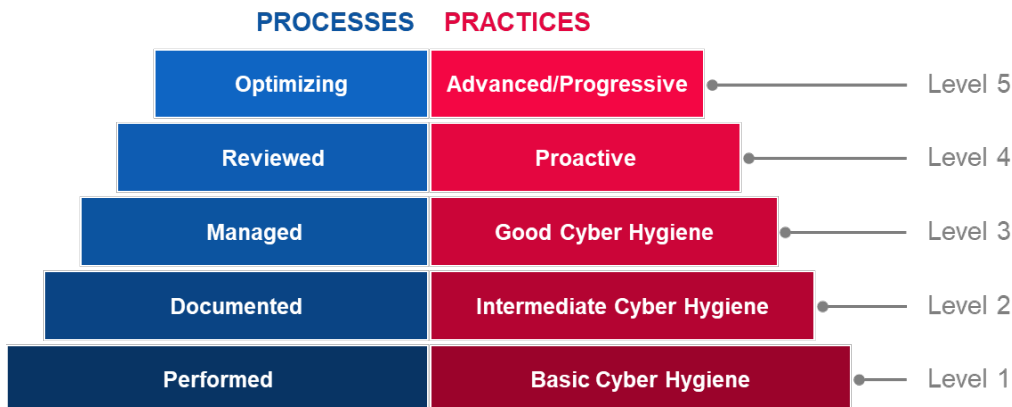 PROCESSES PRACTICES
Optimizing Advanced/Progressive Level 5
Reviewed Proactive Level 4
Managed Good Cyber Hygiene Level 3
Documented Intermediate Cyber Hygiene Level 2
Performed Basic Cyber Hygiene Level 1